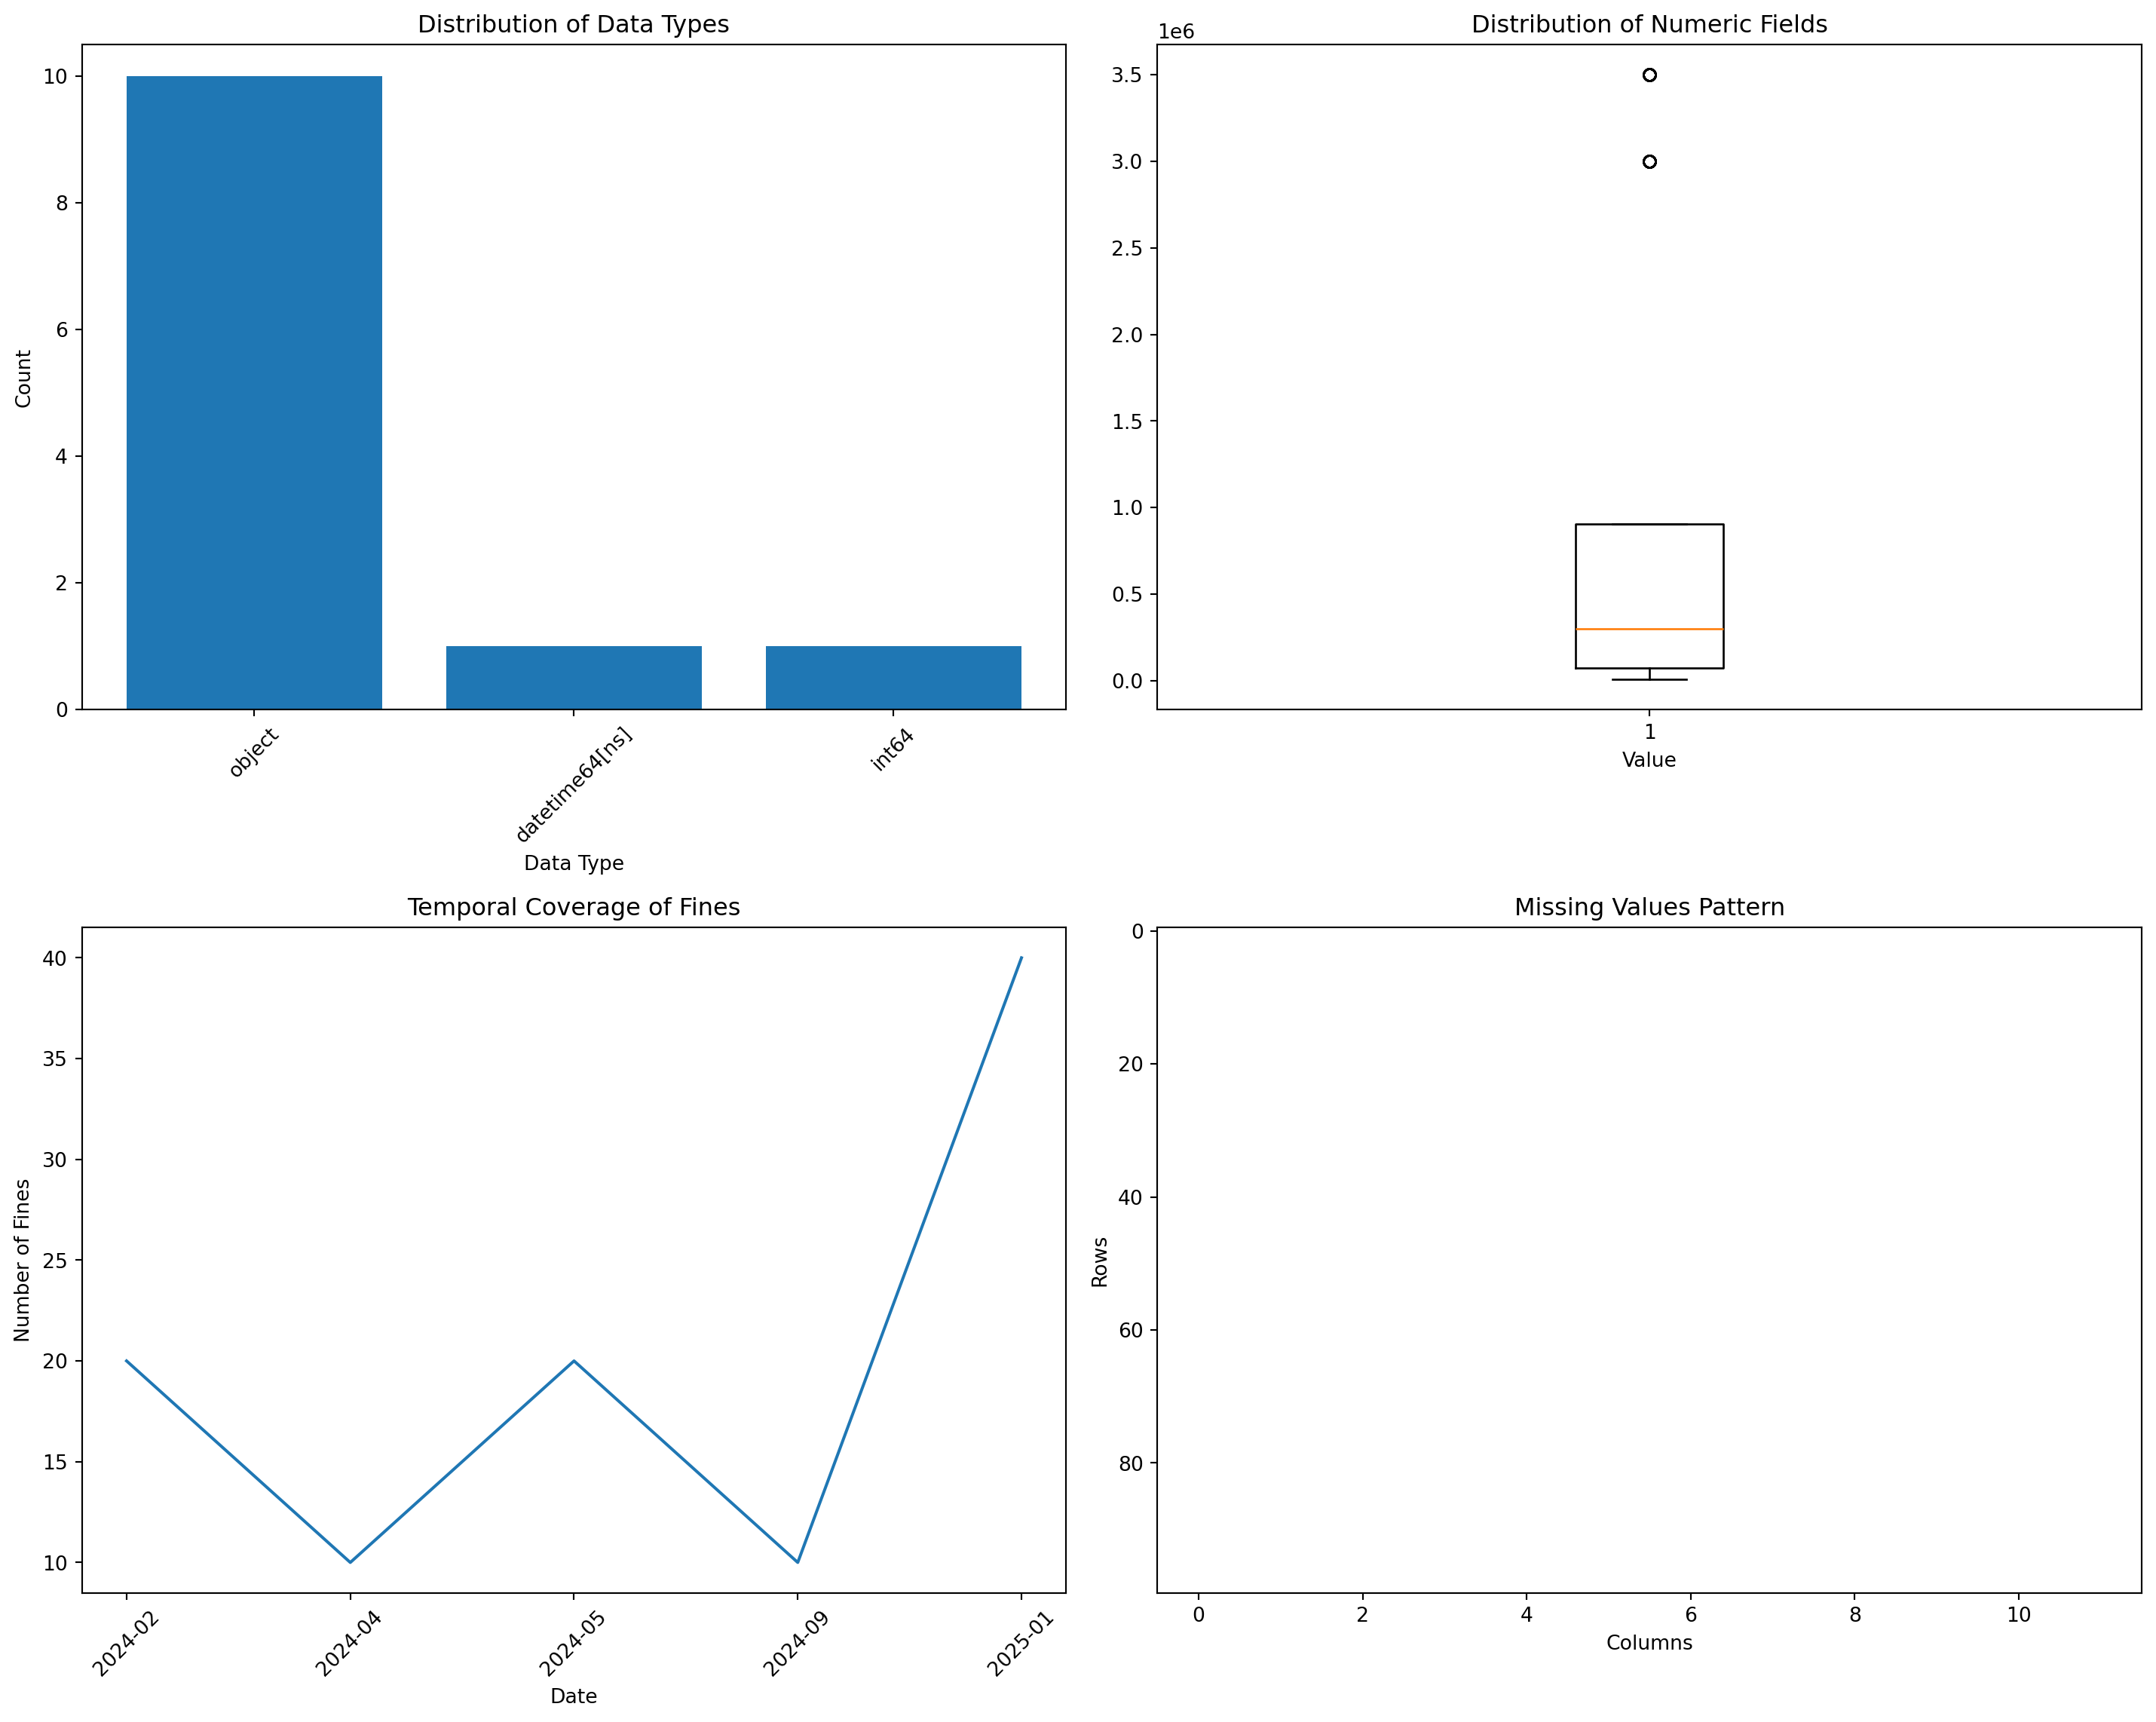 Distribution of Data Types
10
8
6
4
2
0
Count
object
datetime64[ns]
int64
Data Type
Distribution of Numeric Fields
1e6
3.5
3.0
2.5
2.0
1.5
1.0
0.5
0.0
1
Value
Temporal Coverage of Fines
40
35
30
25
20
15
10
Number of Fines
2024-02
2024-04
2024-05
2024-09
2025-01
Date
Missing Values Pattern
0
20
40
60
80
Rows
0
2
4
6
8
10
Columns